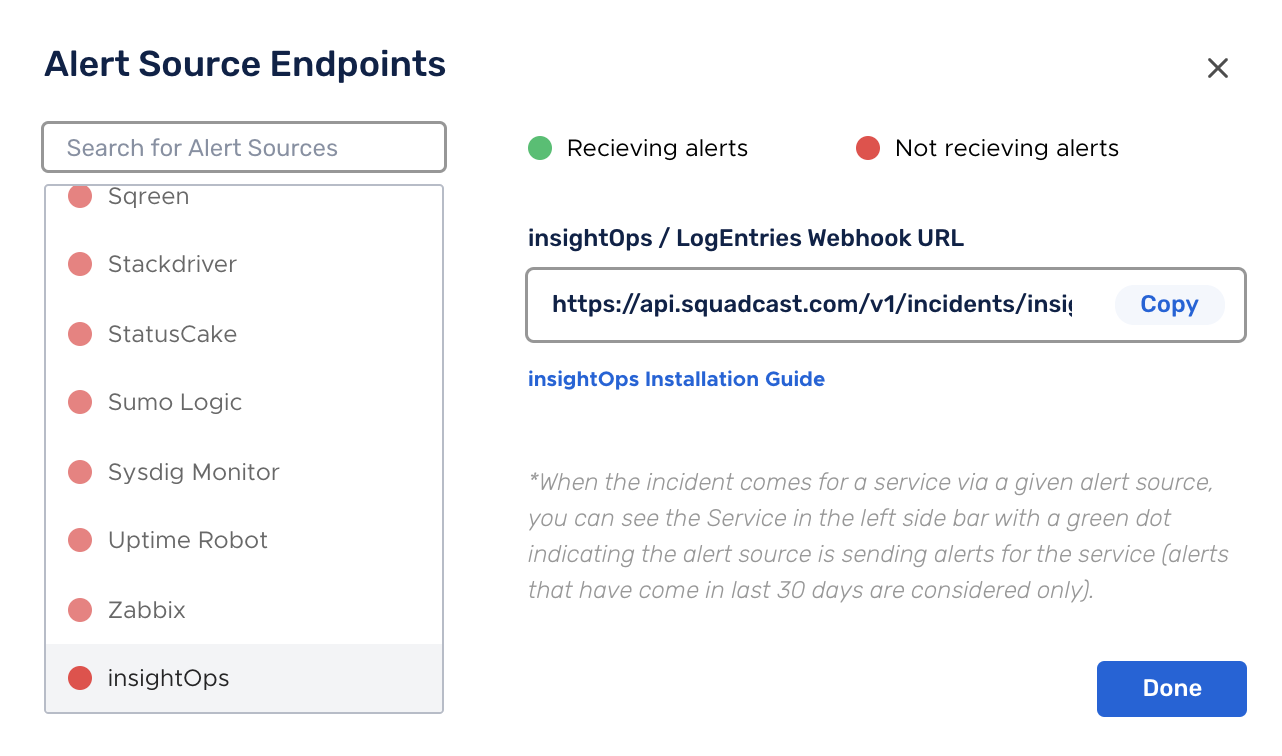 Alert Source Endpoints
Search for Alert Sources
Sqreen
Stackdriver
StatusCake
Sumo Logic
Sysdig Monitor
Uptime Robot
Zabbix
insightOps
Recieving alerts
Not recieving alerts
insightOps / LogEntries Webhook URL
https://api.squadcast.com/v1/incidents/insig
Copy
insightOps Installation Guide
*When the incident comes for a service via a given alert source,
you can see the Service in the left side bar with a green dot
indicating the alert source is sending alerts for the service (alerts
that have come in last 30 days are considered only).
Done